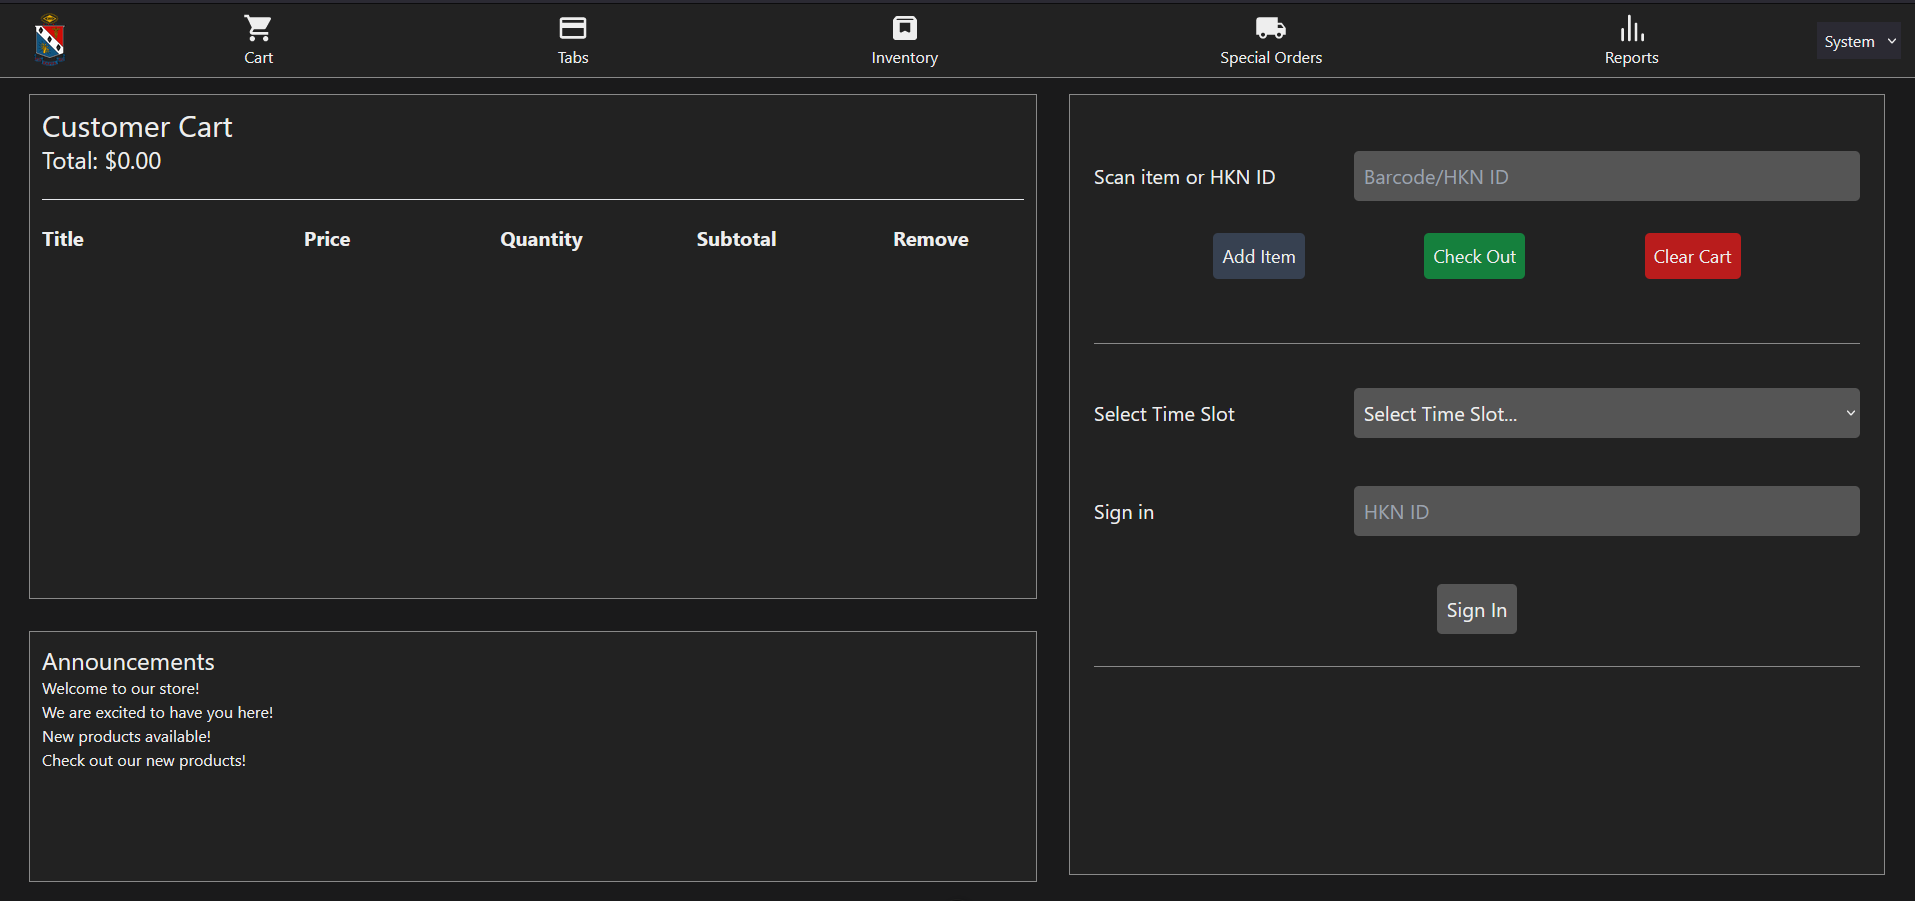 Cart
Tabs
Inventory
Special Orders
Reports
System
Customer Cart
Total: $0.00
Title Price Quantity Subtotal Remove
Announcements
Welcome to our store!
We are excited to have you here!
New products available!
Check out our new products!
Scan item or HKN ID
Barcode/HKN ID
Add Item
Check Out
Clear Cart
Select Time Slot
Select Time Slot...
Sign in
HKN ID
Sign In